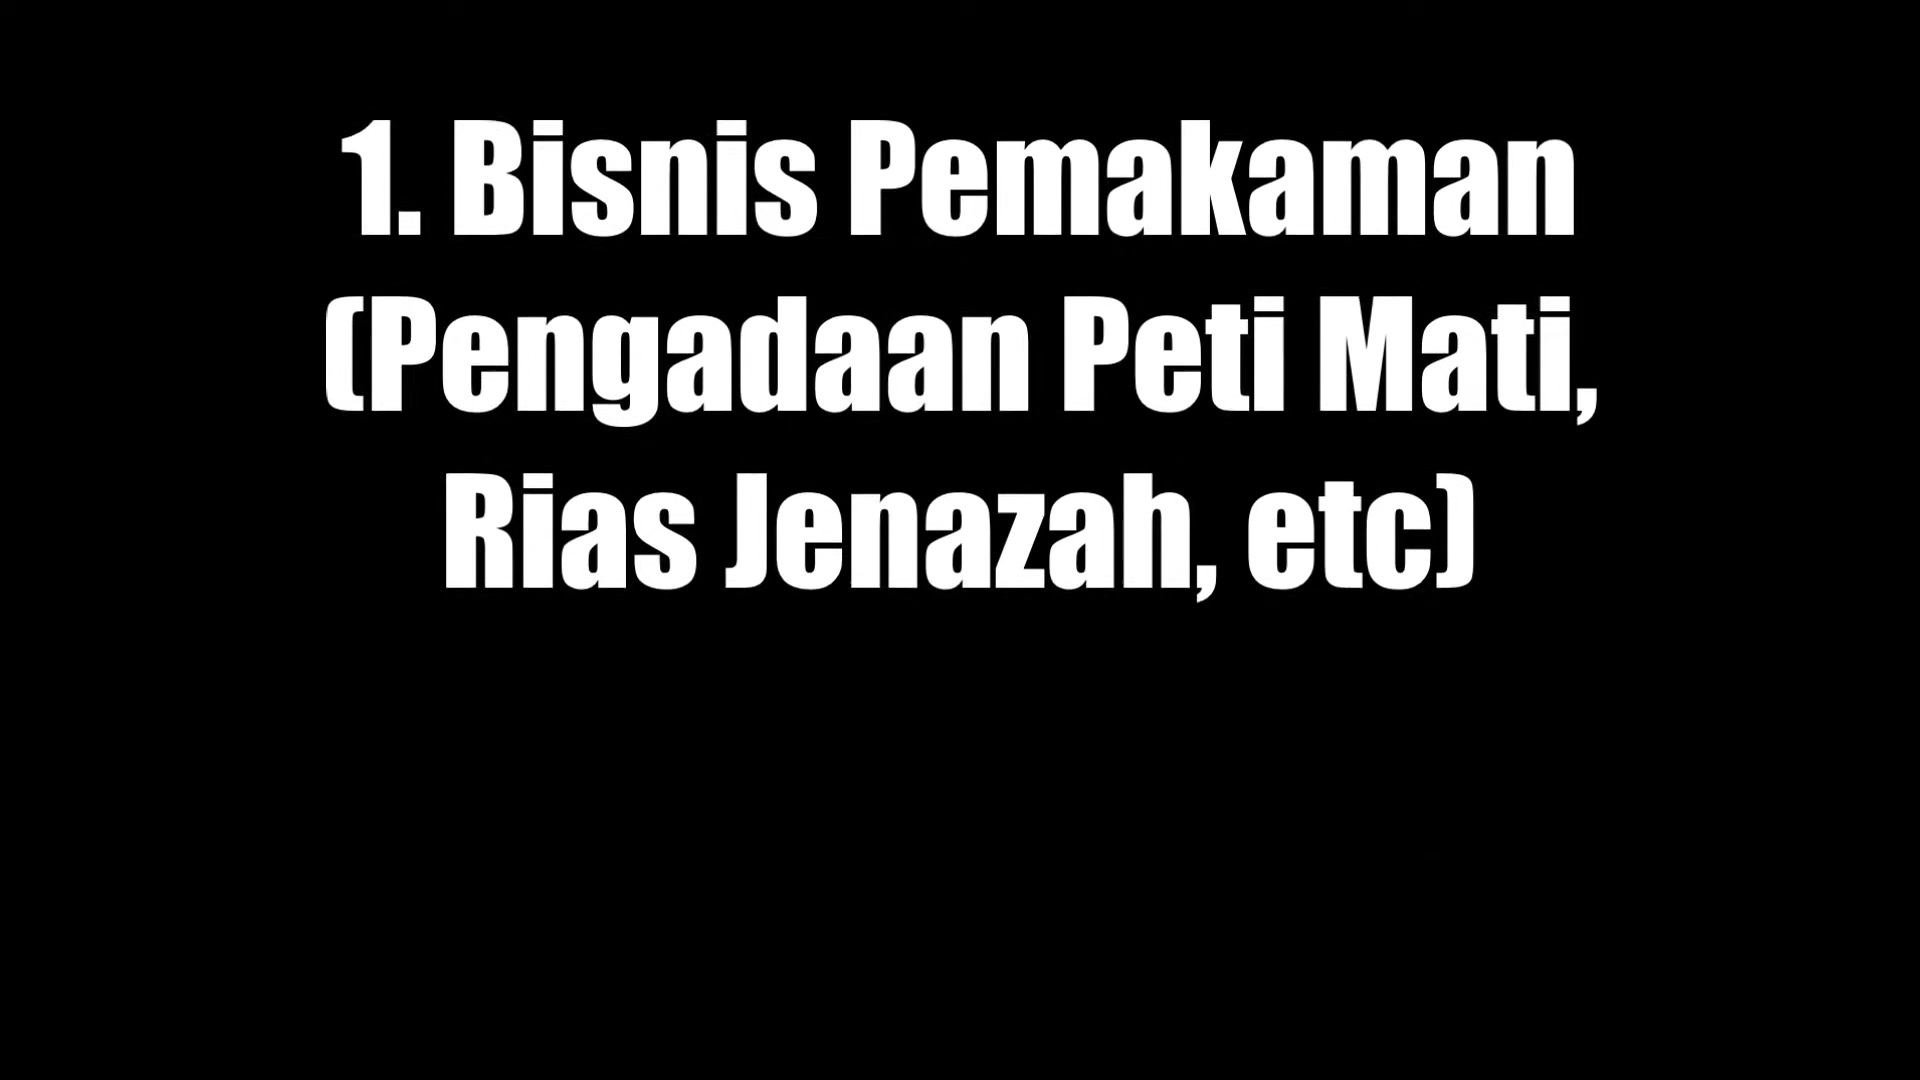 1. Bisnis Pemakaman
(Pengadaan Peti Mati,
Rias Jenazah, etc)